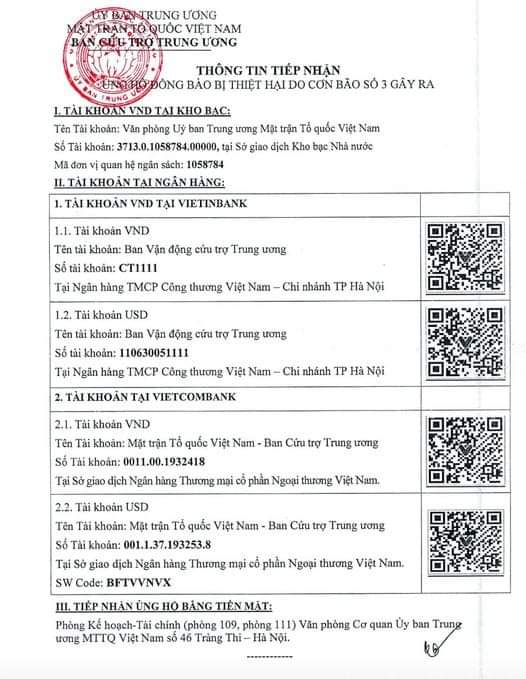 ỦY BAN TRUNG ƯƠNG
MẶT TRẬN TỔ QUỐC VIỆT NAM
BAN CỨU TRỢ TRUNG ƯƠNG
THÔNG TIN TIẾP NHẬN
ỦNG HỘ ĐỒNG BÀO BỊ THIỆT HẠI DO CƠN BÃO SỐ 3 GÂY RA
I. TÀI KHOẢN VND TẠI KHO BẠC:
Tên Tài khoản: Văn phòng Uỷ ban Trung ương Mặt trận Tổ quốc Việt Nam
Số Tài khoản: 3713.0.1058784.00000, tại Sở giao dịch Kho bạc Nhà nước
Mã đơn vị quan hệ ngân sách: 1058784
II. TÀI KHOẢN TẠI NGÂN HÀNG:
1. TÀI KHOẢN VND TẠI VIETINBANK
1.1. Tài khoản VND
Tên tài khoản: Ban Vận động cứu trợ Trung ương
Số tài khoản: CT1111
Tại Ngân hàng TMCP Công thương Việt Nam – Chi nhánh TP Hà Nội
1.2. Tài khoản USD
Tên tài khoản: Ban Vận động cứu trợ Trung ương
Số tài khoản: 110630051111
Tại Ngân hàng TMCP Công thương Việt Nam – Chi nhánh TP Hà Nội
2. TÀI KHOẢN TẠI VIETCOMBANK
2.1. Tài khoản VND
Tên Tài khoản: Mặt trận Tổ quốc Việt Nam - Ban Cứu trợ Trung ương
Số Tài khoản: 0011.00.1932418
Tại Sở giao dịch Ngân hàng Thương mại cổ phần Ngoại thương Việt Nam.
2.2. Tài khoản USD
Tên Tài khoản: Mặt trận Tổ quốc Việt Nam - Ban Cứu trợ Trung ương
Số Tài khoản: 001.1.37.193253.8
Tại Sở giao dịch Ngân hàng Thương mại cổ phần Ngoại thương Việt Nam.
SW Code: BFTVVNVX
III. TIẾP NHẬN ỦNG HỘ BẰNG TIỀN MẶT:
Phòng Kế hoạch-Tài chính (phòng 109, phòng 111) Văn phòng Cơ quan Ủy ban Trung
ương MTTQ Việt Nam số 46 Tràng Thi – Hà Nội.